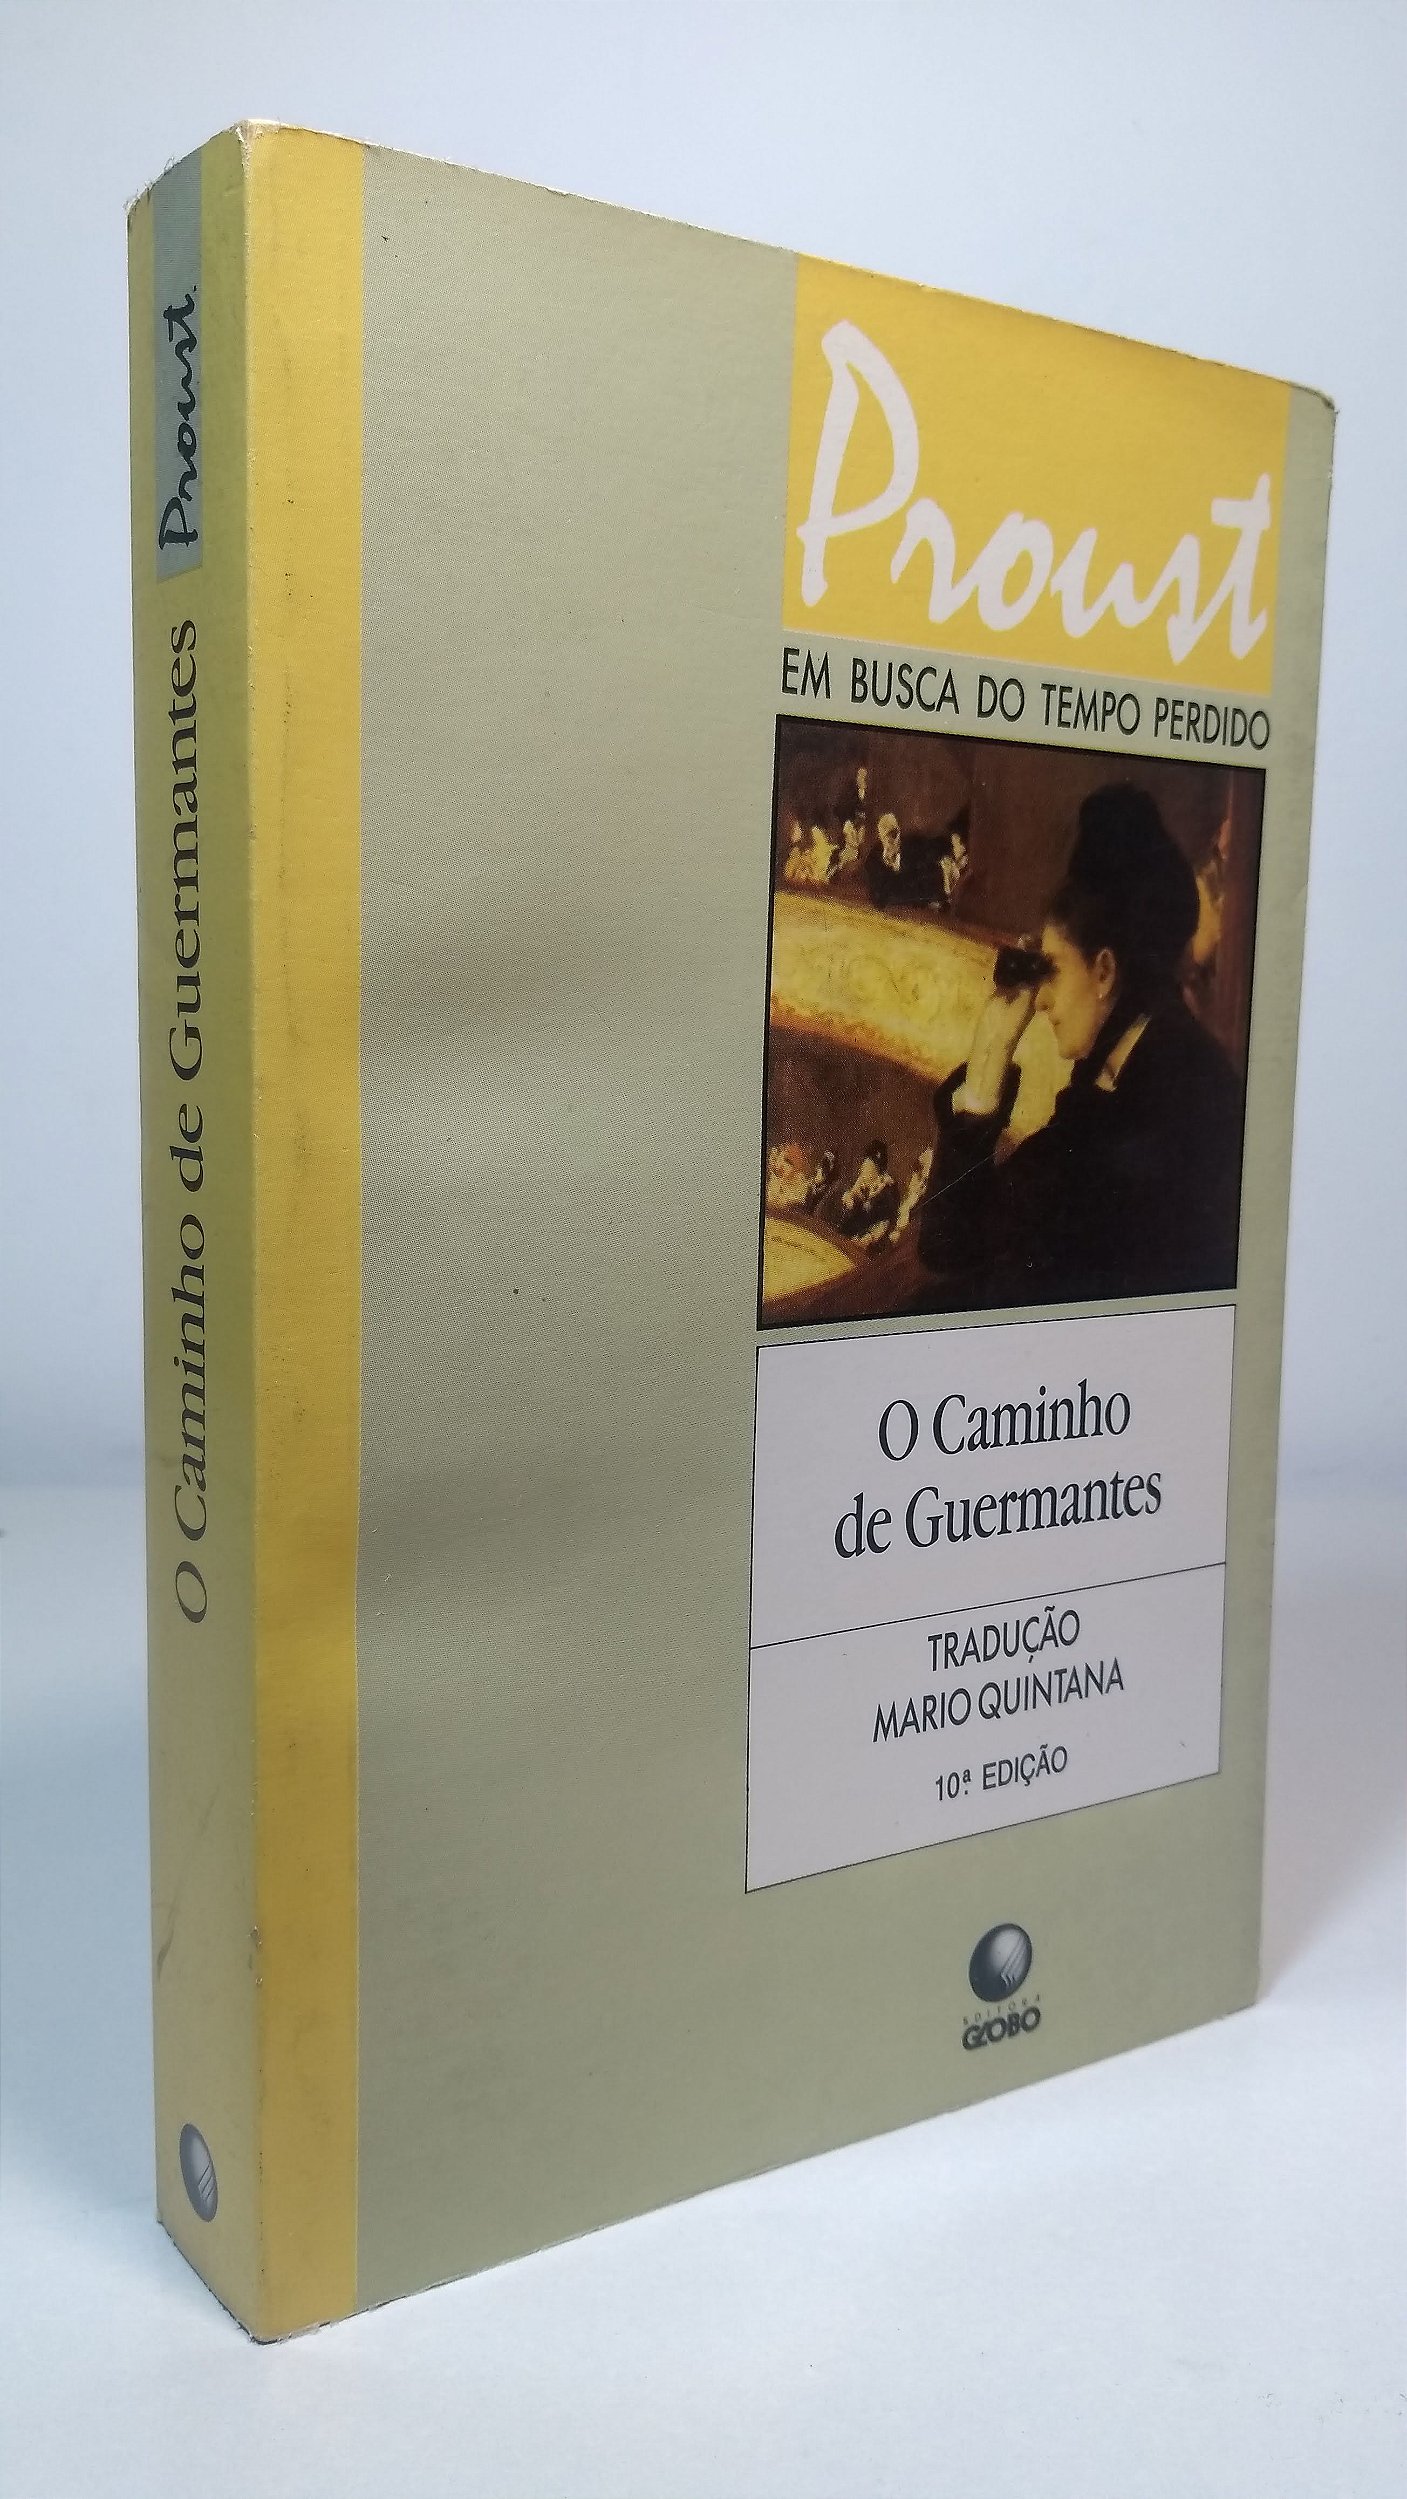 Proust
O Caminho de Guermantes
Proust
EM BUSCA DO TEMPO PERDIDO
O Caminho
de Guermantes
TRADUÇÃO
MARIO QUINTANA
10ª EDIÇÃO
EDITORA
GLOBO